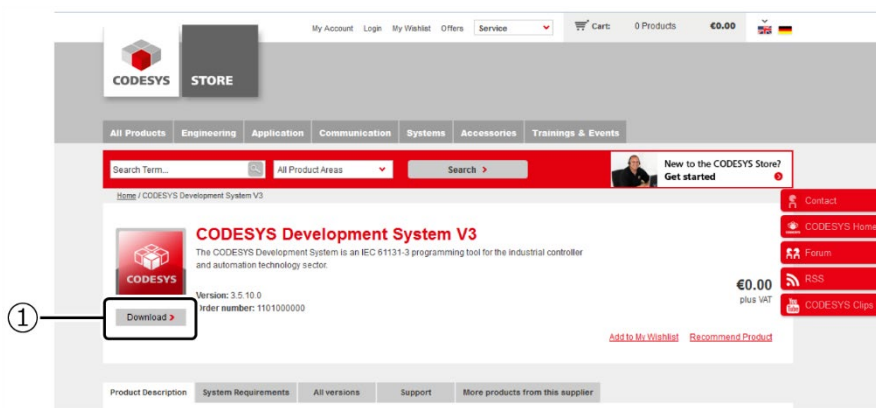 My Account Login My Wishlist Offers Service Cart: 0 Products €0.00
CODESYS STORE
All Products Engineering Application Communication Systems Accessories Trainings & Events
Search Term... All Product Areas Search
New to the CODESYS Store?
Get started
Home / CODESYS Development System V3
Contact
CODESYS Home
Forum
RSS
You Tube CODESYS Clips
CODESYS
CODESYS Development System V3
The CODESYS Development System is an IEC 61131-3 programming tool for the industrial controller
and automation technology sector.
Version: 3.5.10.0
Order number: 1101000000
€0.00
plus VAT
1 Download
Add to My Wishlist Recommend Product
Product Description System Requirements All versions Support More products from this supplier